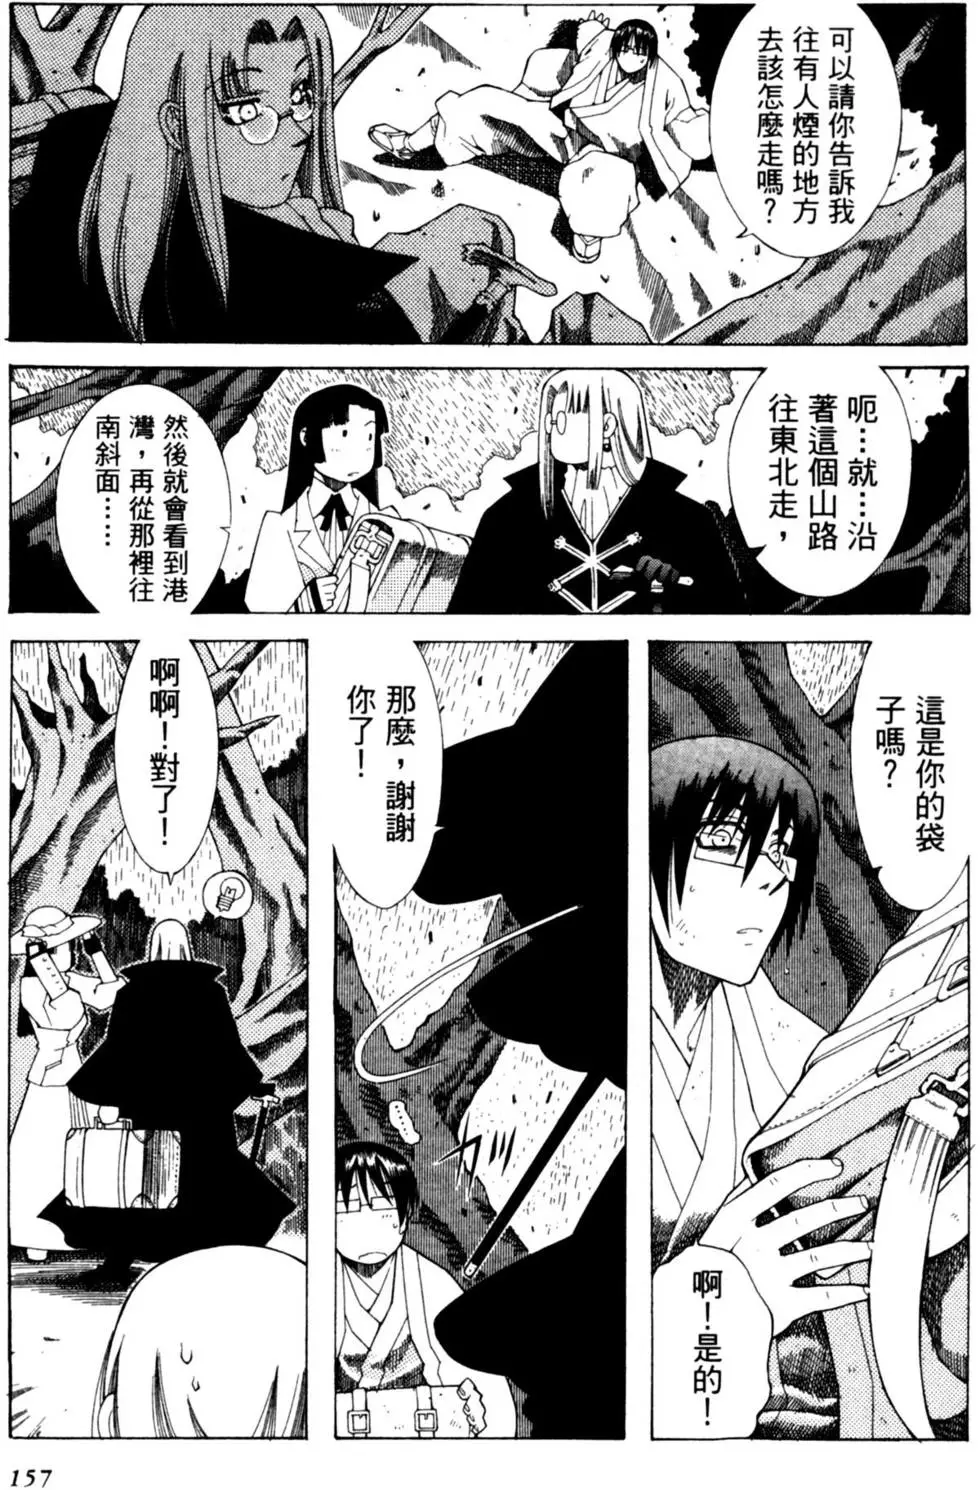 可以請你告訴我
往有人煙的地方
去該怎麼走嗎？
呃…就…沿
著這個山路
往東北走，
然後就會看到港
灣，再從那裡往
南斜面……
這是你的袋
子嗎？
啊！是的！
那麼，謝謝
你了！
啊啊！對了！
157